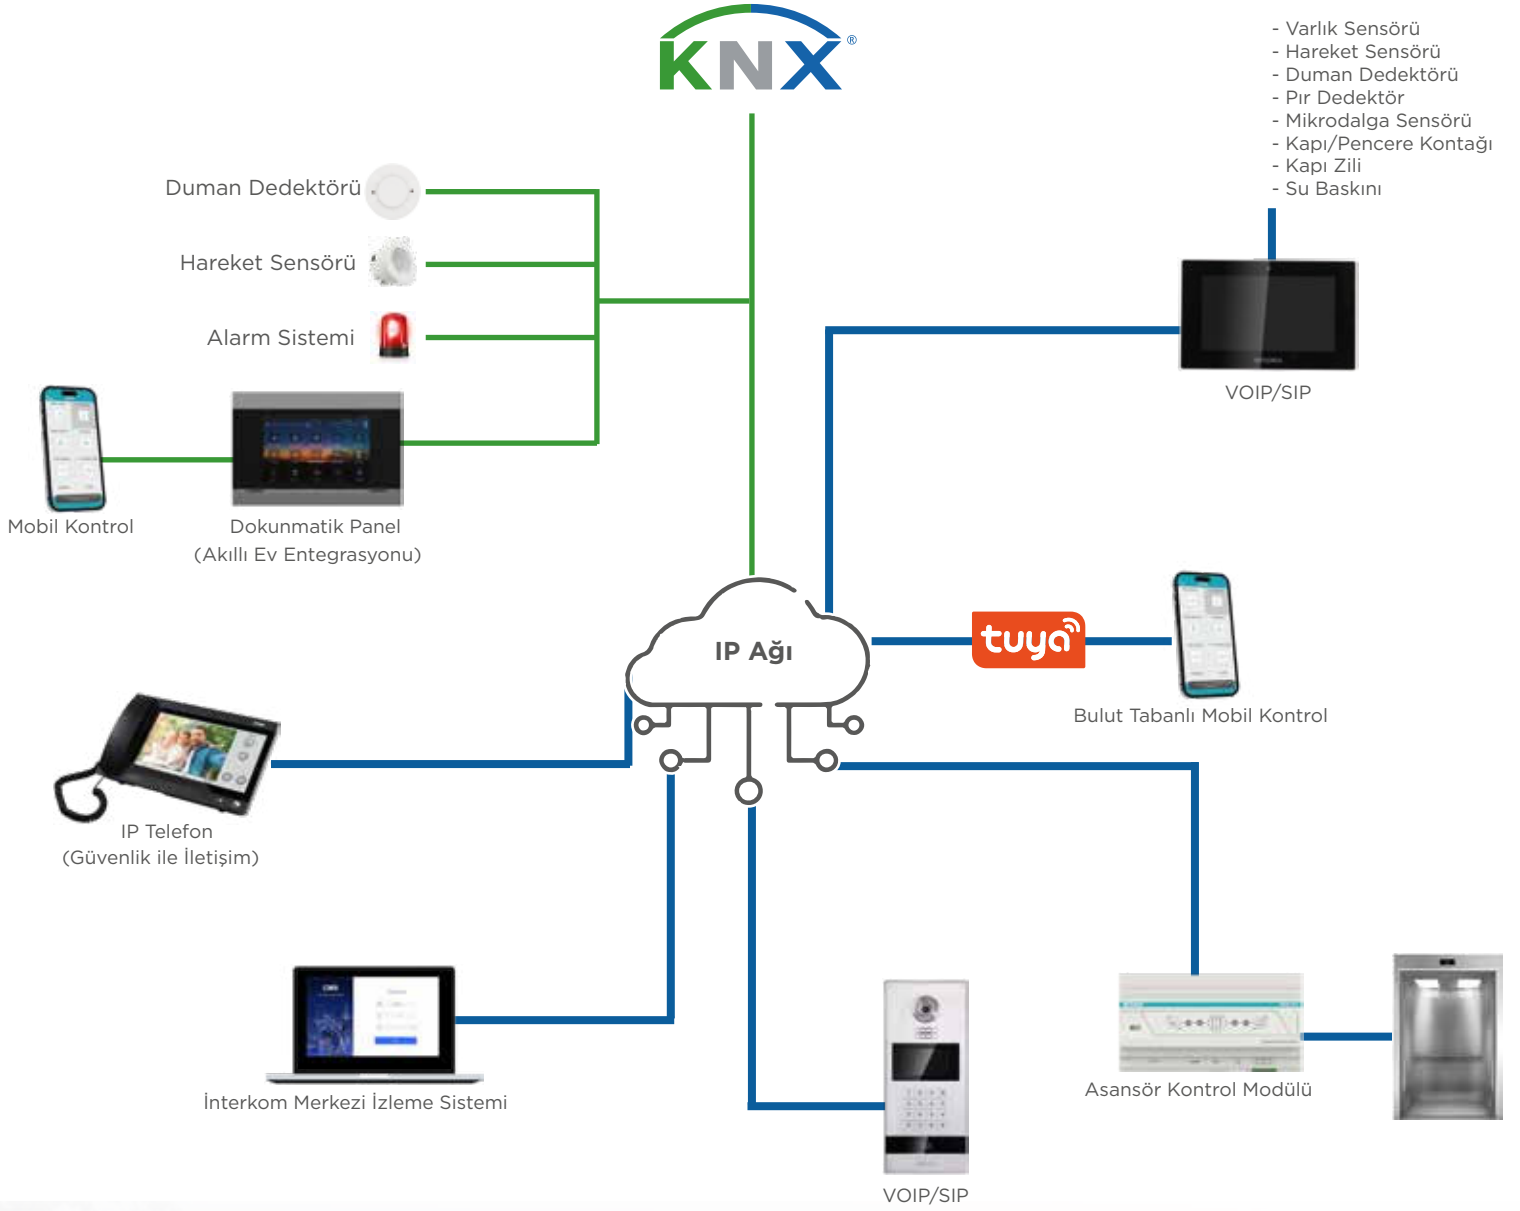 KNX®
- Varlık Sensörü
- Hareket Sensörü
- Duman Dedektörü
- Pır Dedektör
- Mikrodalga Sensörü
- Kapı/Pencere Kontağı
- Kapı Zili
- Su Baskını
Duman Dedektörü
Hareket Sensörü
Alarm Sistemi
VOIP/SIP
Mobil Kontrol
Dokunmatik Panel
(Akıllı Ev Entegrasyonu)
IP Ağı
tuya
Bulut Tabanlı Mobil Kontrol
IP Telefon
(Güvenlik ile İletişim)
İnterkom Merkezi İzleme Sistemi
Asansör Kontrol Modülü
VOIP/SIP